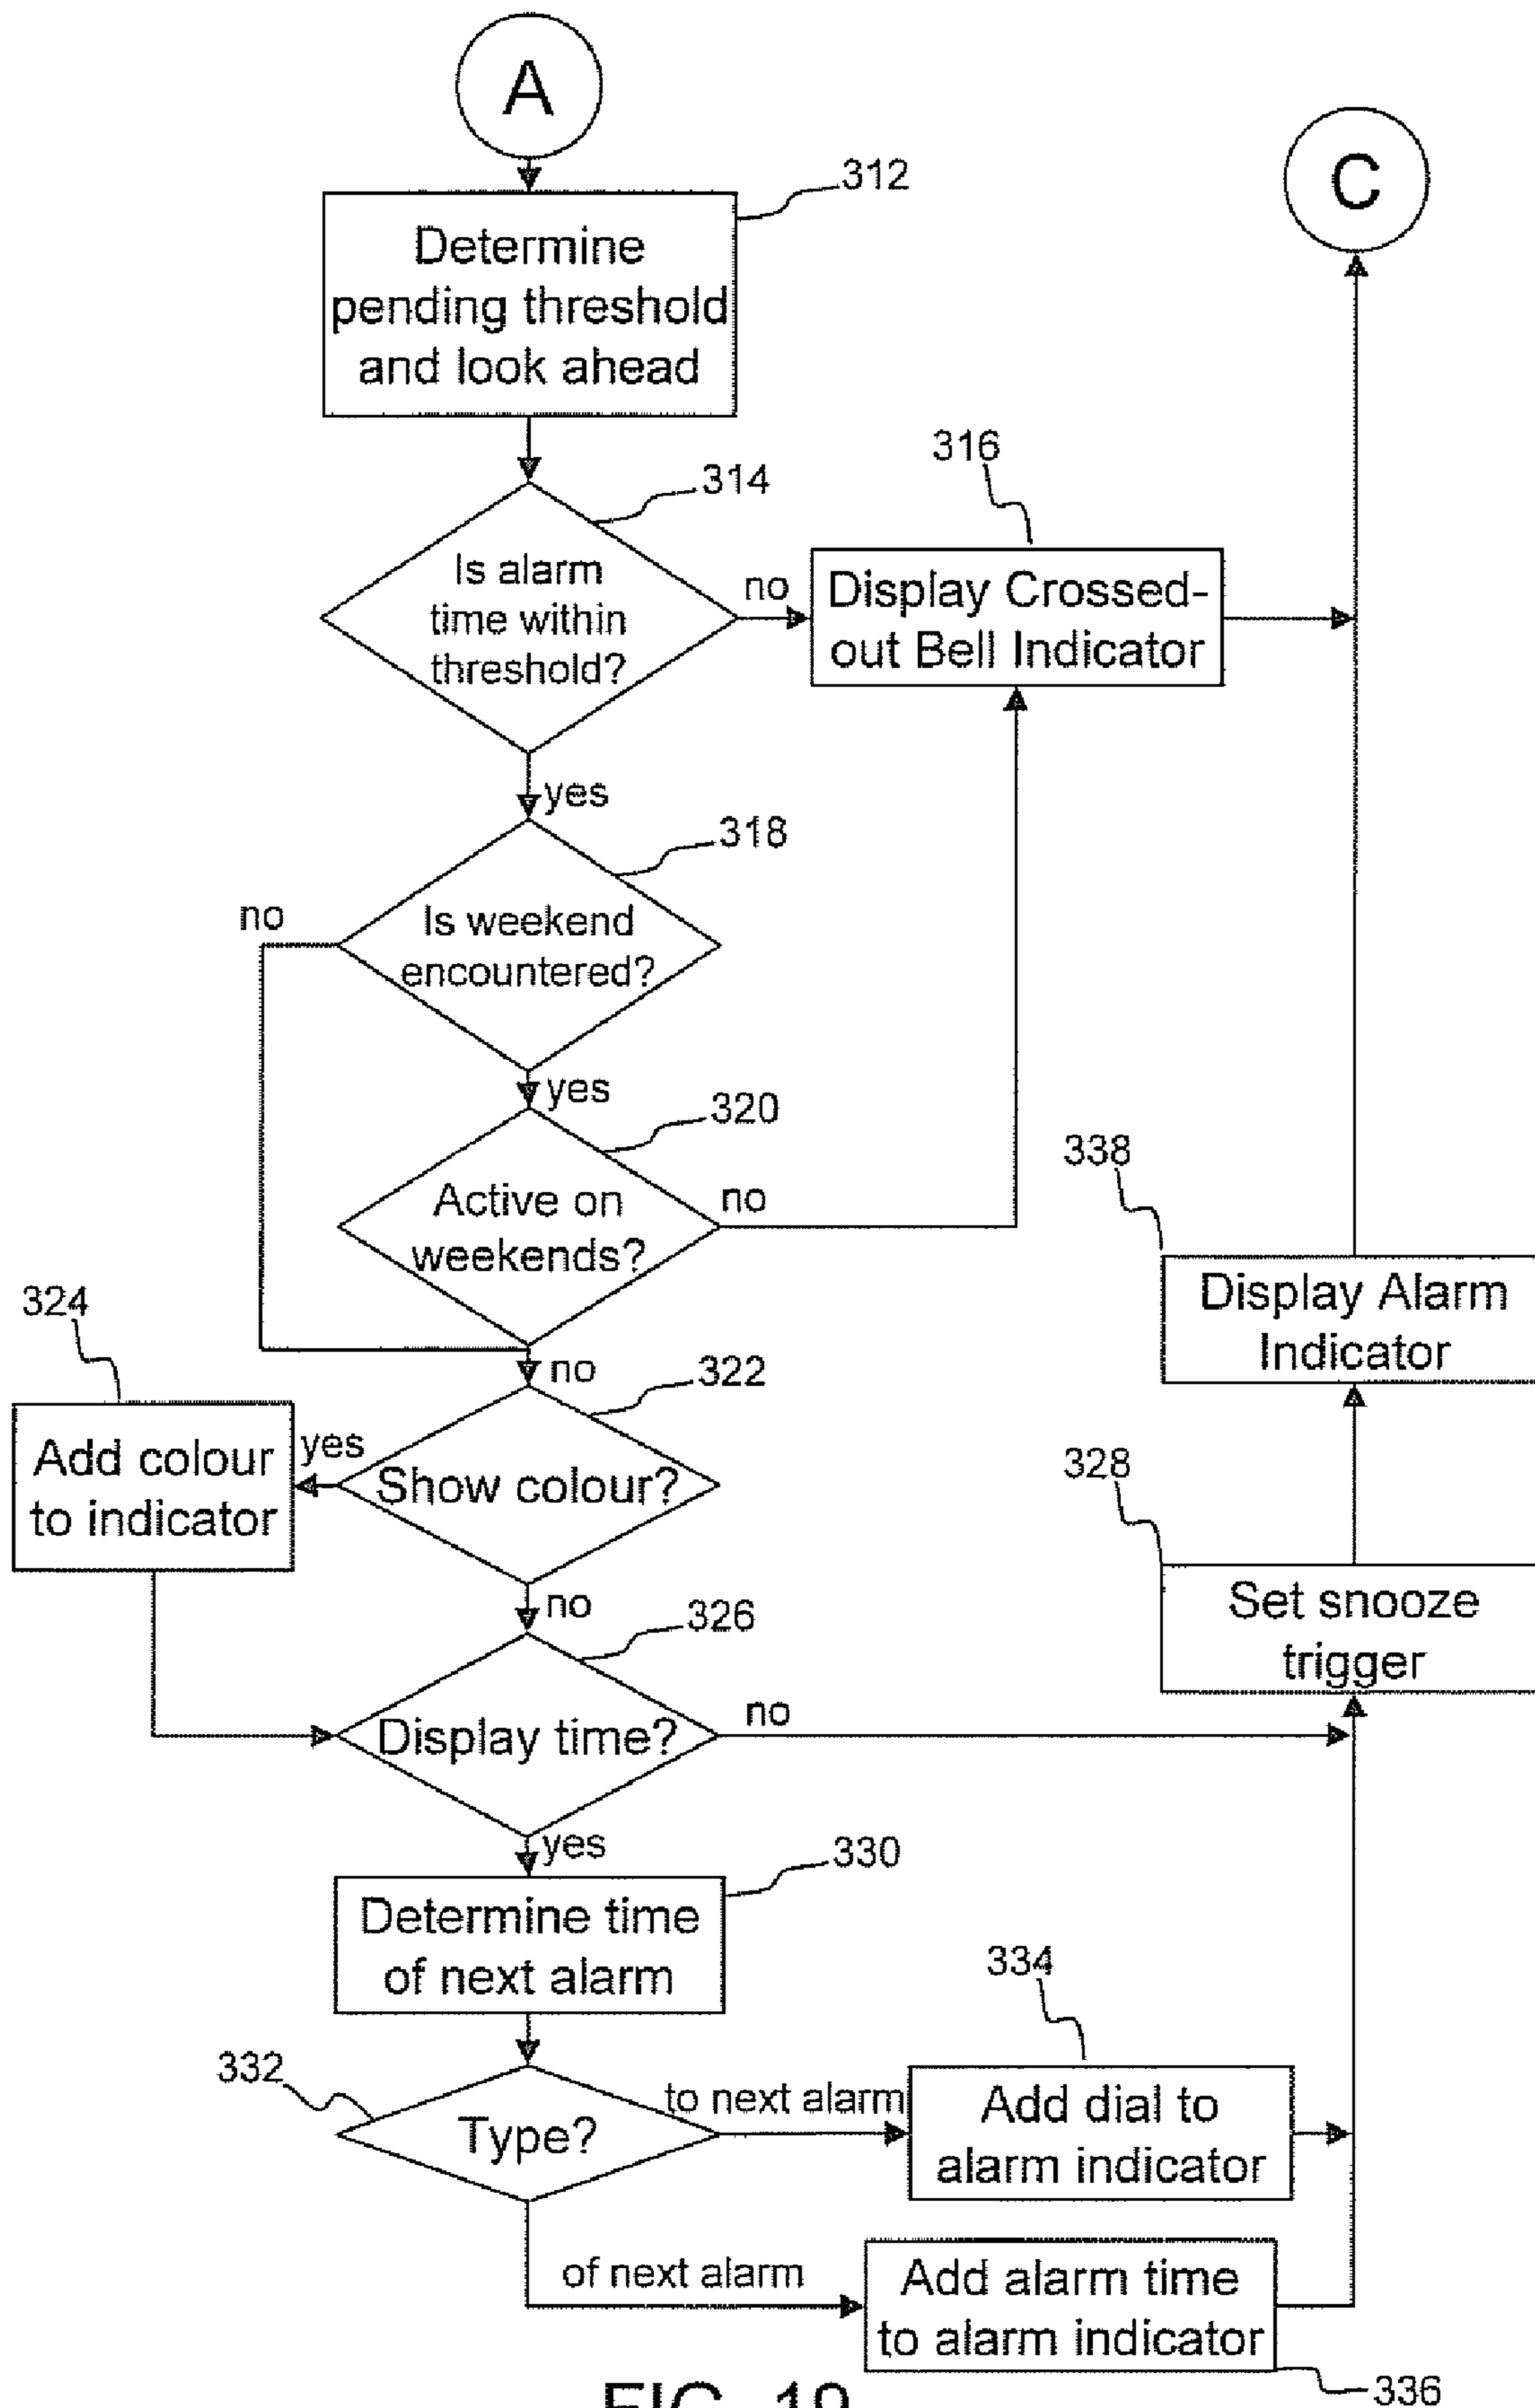 A
312
Determine
pending threshold
and look ahead
C
314
Is alarm
time within
threshold?
no
316
Display Crossed-
out Bell Indicator
yes
318
no
Is weekend
encountered?
yes
320
Active on
weekends?
no
338
Display Alarm
Indicator
324
no
322
Add colour
to indicator
yes
Show colour?
328
Set snooze
trigger
no
326
Display time?
no
yes
330
Determine time
of next alarm
332
Type?
to next alarm
334
Add dial to
alarm indicator
of next alarm
Add alarm time
to alarm indicator
336
FIG. 19